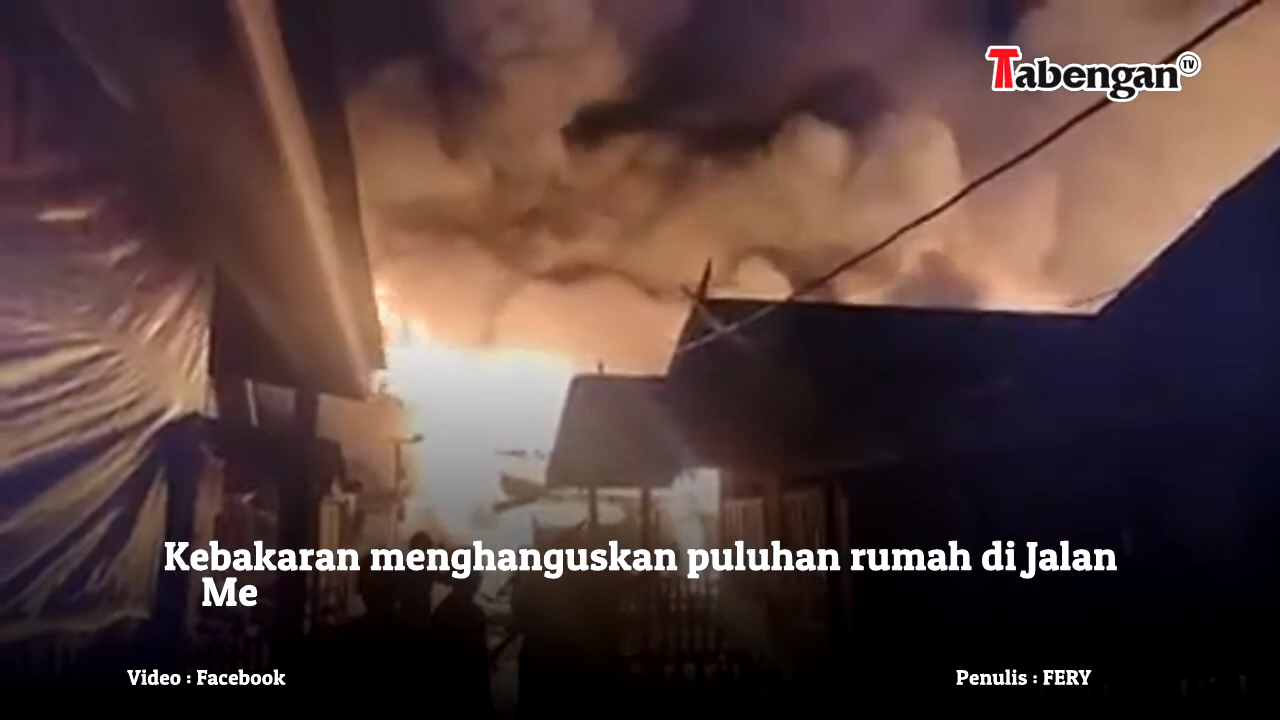 Tabengan TV
Kebakaran menghanguskan puluhan rumah di Jalan
Me
Video : Facebook
Penulis : FERY